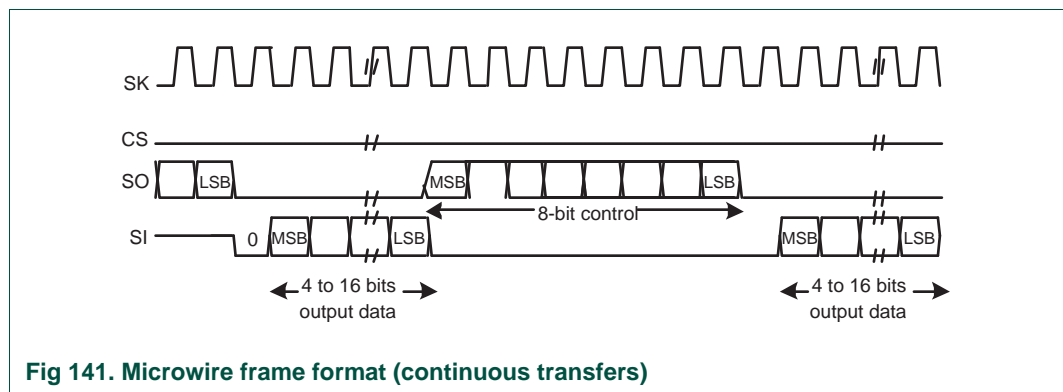 SK
CS
SO LSB MSB LSB
8-bit control
SI 0 MSB LSB MSB LSB
4 to 16 bits 4 to 16 bits
output data output data
Fig 141. Microwire frame format (continuous transfers)